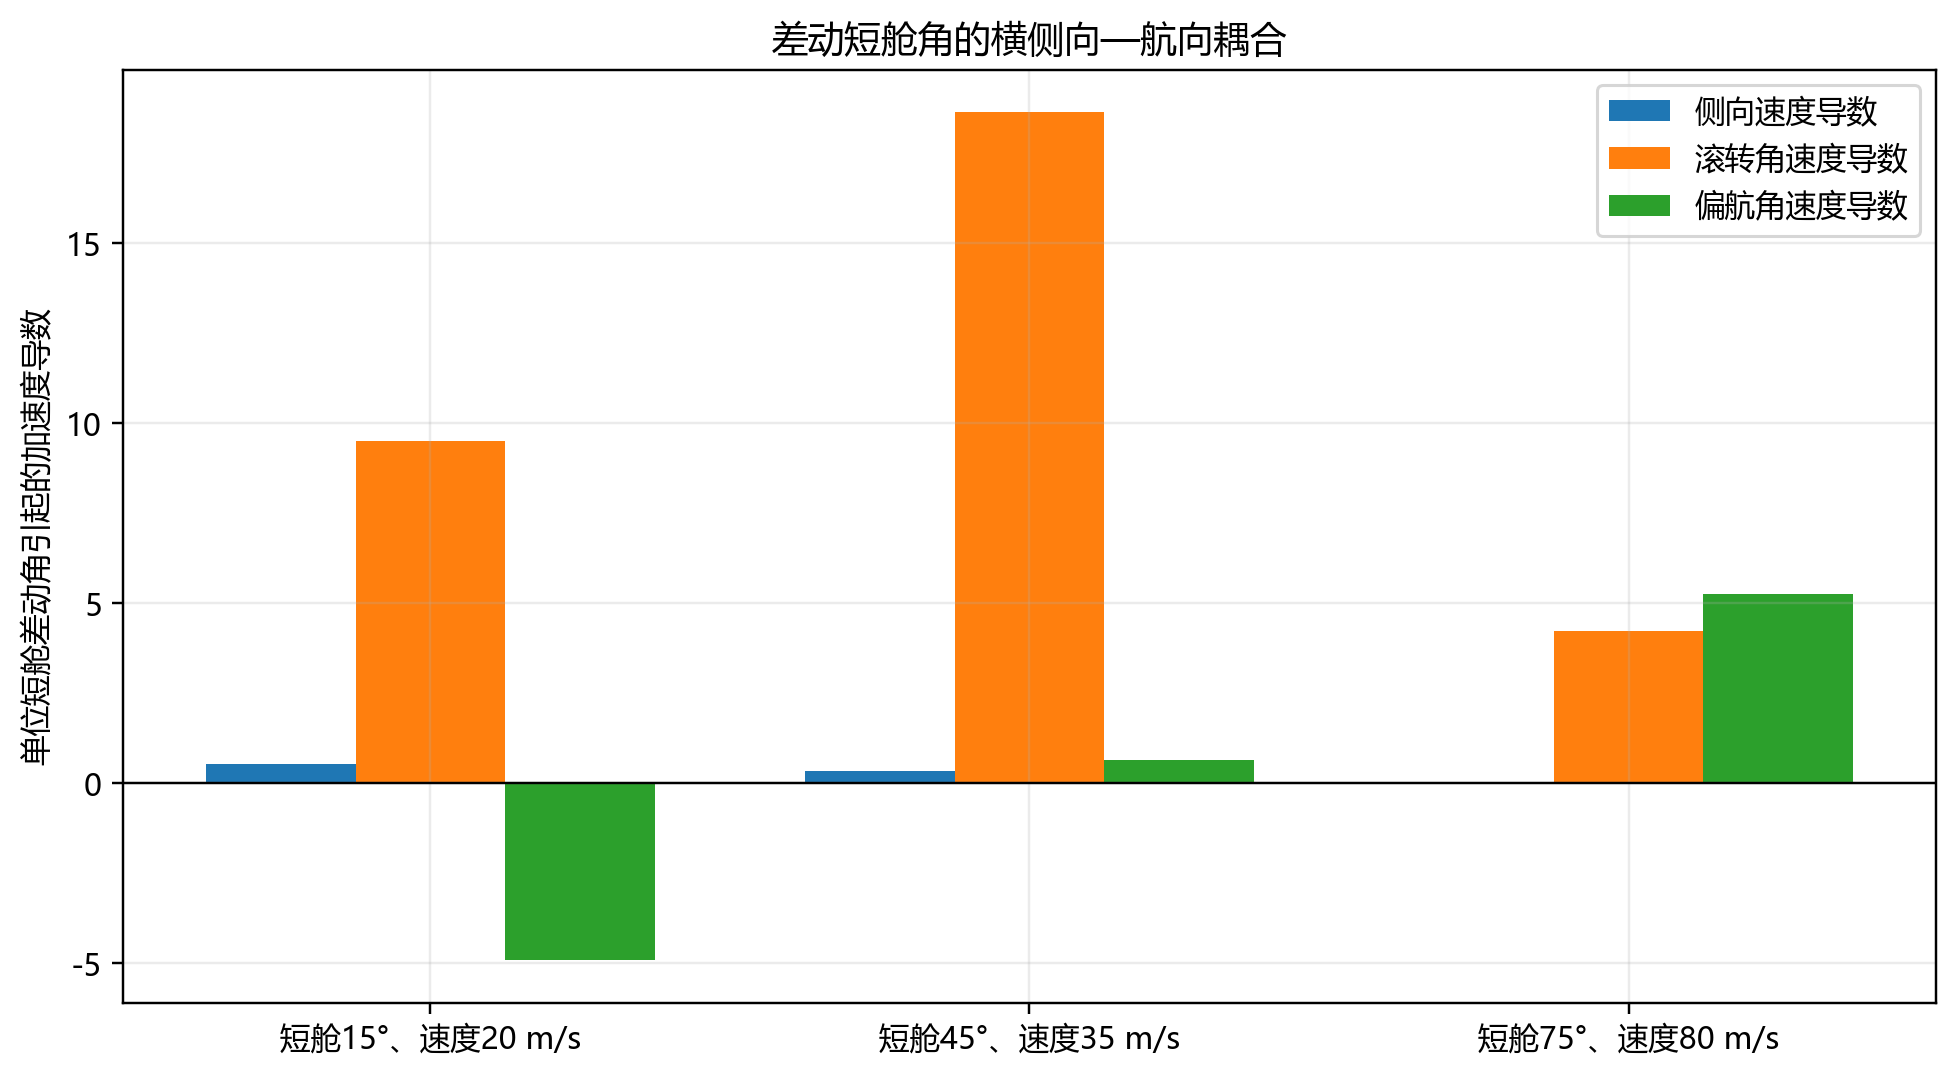 差动短舱角的横侧向—航向耦合
侧向速度导数
滚转角速度导数
偏航角速度导数
单位短舱差动角引起的加速度导数
15
10
5
0
-5
短舱15°、速度20 m/s
短舱45°、速度35 m/s
短舱75°、速度80 m/s